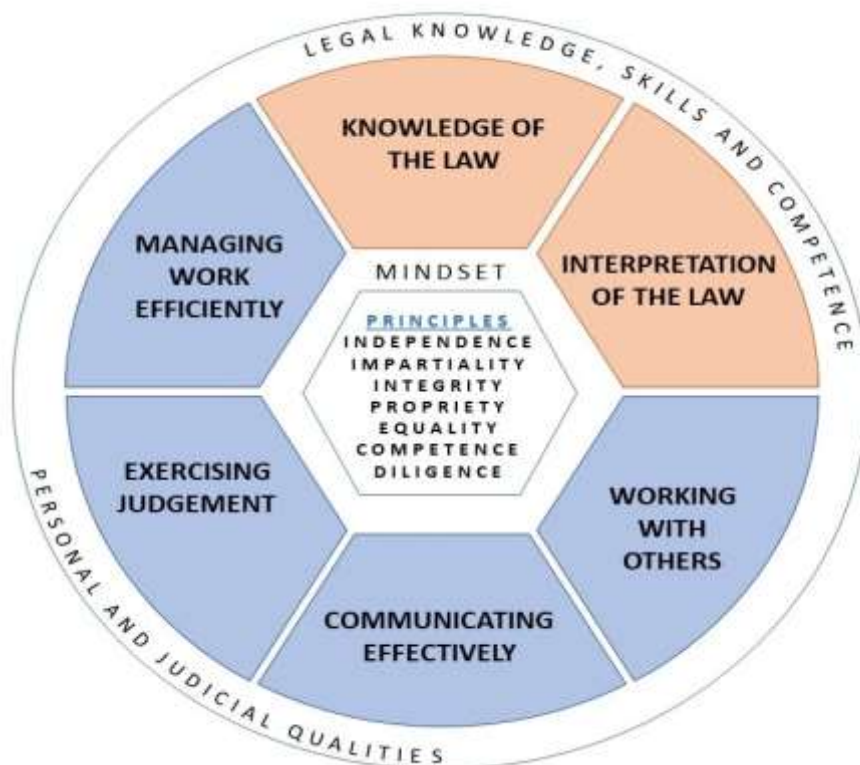 LEGAL KNOWLEDGE, SKILLS AND COMPETENCE
KNOWLEDGE OF
THE LAW
INTERPRETATION
OF THE LAW
MANAGING
WORK
EFFICIENTLY
MINDSET
PRINCIPLES
INDEPENDENCE
IMPARTIALITY
INTEGRITY
PROPRIETY
EQUALITY
COMPETENCE
DILIGENCE
EXERCISING
JUDGEMENT
WORKING
WITH
OTHERS
COMMUNICATING
EFFECTIVELY
PERSONAL AND JUDICIAL QUALITIES